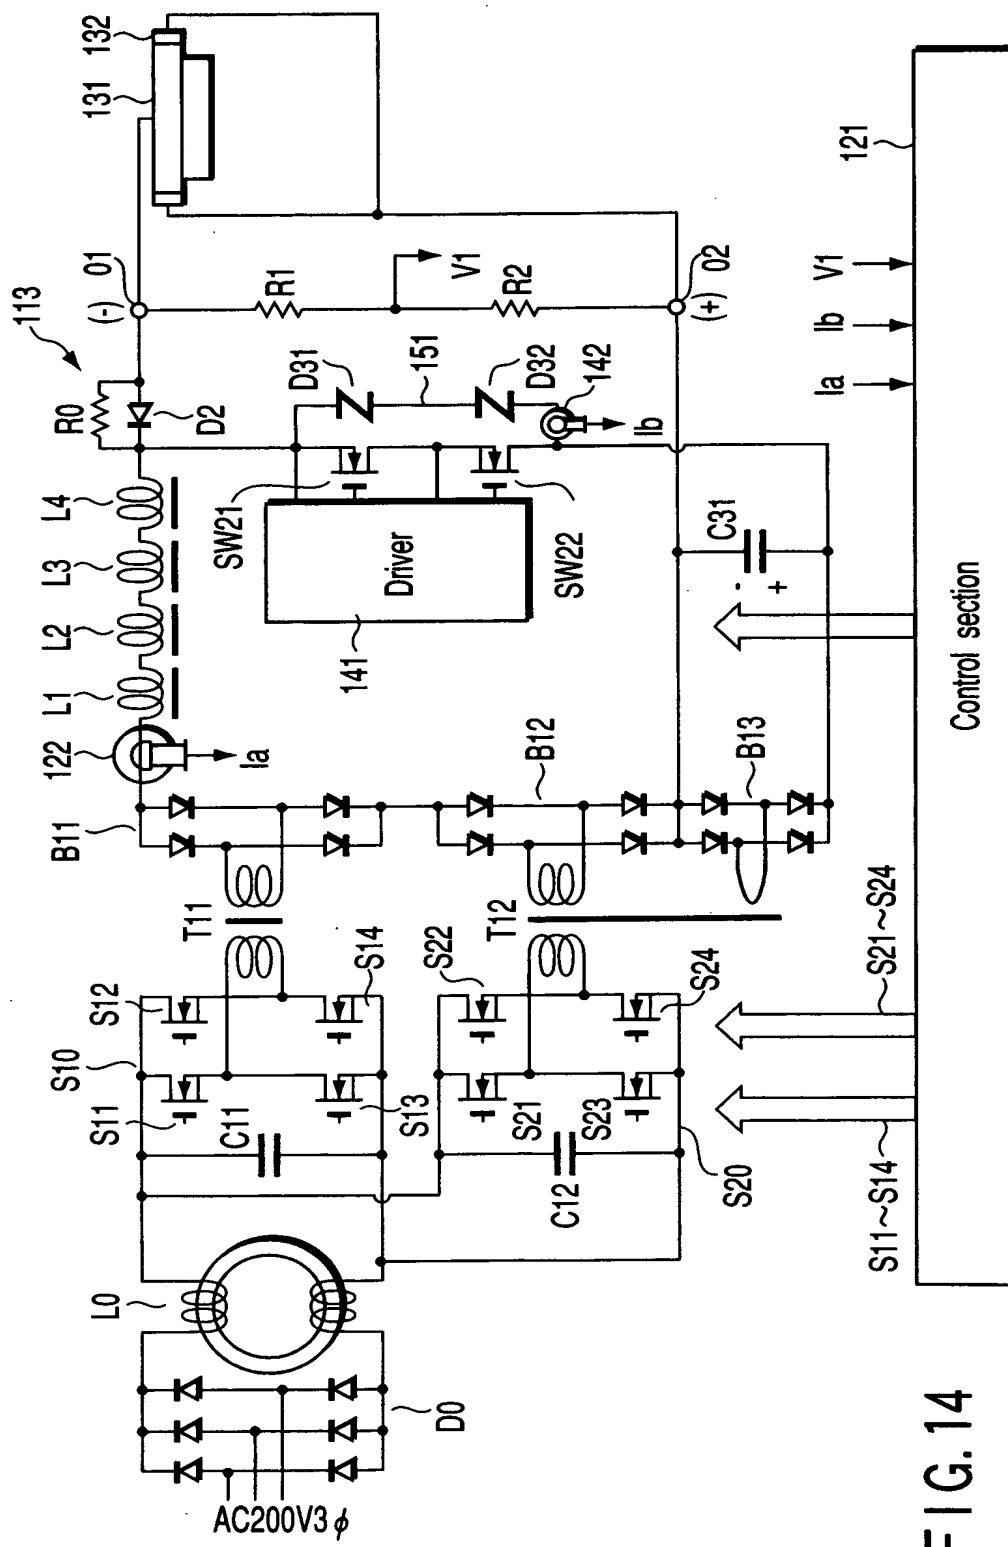 113
L1
L2
L3
L4
R0
D2
(-)
01
131
132
122
Ia
B11
T11
S10
S11
S12
S13
S14
C11
L0
D0
AC200V3ϕ
SW21
Driver
141
SW22
D31
151
D32
142
Ib
R1
V1
R2
02
(+)
C31
-
+
B12
B13
T12
S22
S24
S21
S23
C12
S20
S11~S14
S21~S24
Ia
Ib
V1
121
Control section
FIG. 14